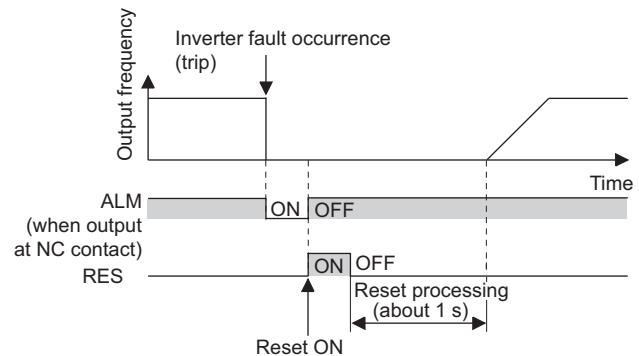 Output frequency
Inverter fault occurrence
(trip)
Time
ALM
(when output
at NC contact)
ON
OFF
RES
ON
OFF
Reset processing
(about 1 s)
Reset ON